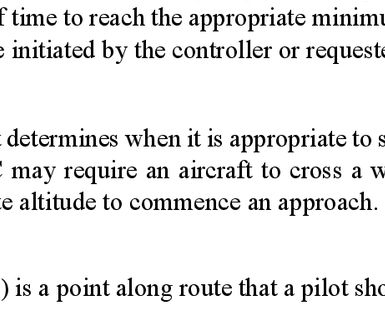 f time to reach the appropriate minimu
e initiated by the controller or requeste
t determines when it is appropriate to s
C may require an aircraft to cross a w
te altitude to commence an approach.
) is a point along route that a pilot sho